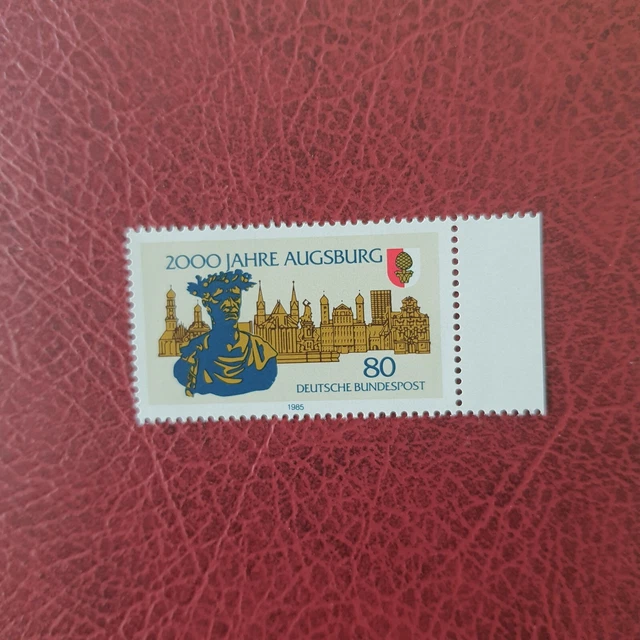 2000 JAHRE AUGSBURG
80
DEUTSCHE BUNDESPOST
1985